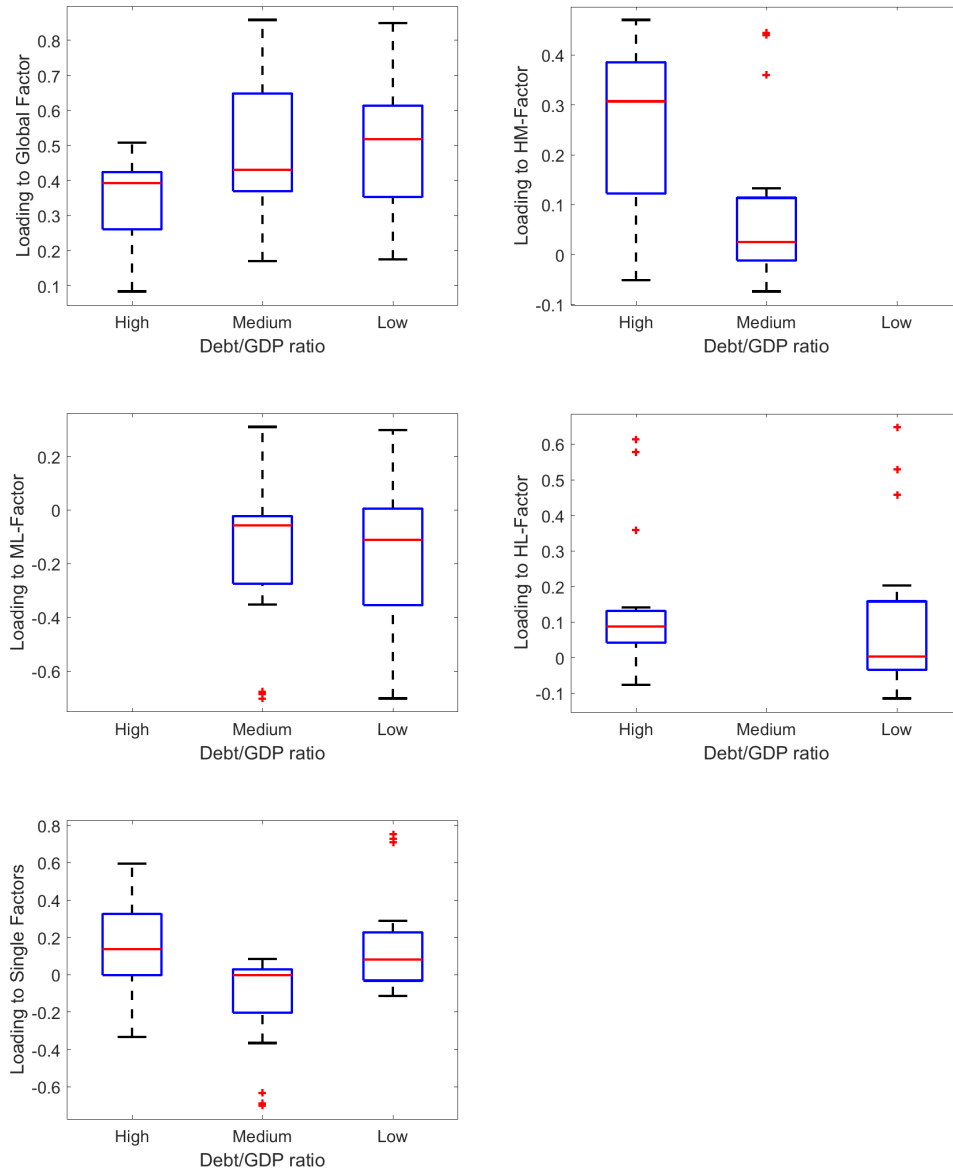 Loading to Global Factor
0.8
0.7
0.6
0.5
0.4
0.3
0.2
0.1
High Medium Low
Debt/GDP ratio
Loading to HM-Factor
0.4
0.3
0.2
0.1
0
-0.1
High Medium Low
Debt/GDP ratio
Loading to ML-Factor
0.2
0
-0.2
-0.4
-0.6
High Medium Low
Debt/GDP ratio
Loading to HL-Factor
0.6
0.5
0.4
0.3
0.2
0.1
0
-0.1
High Medium Low
Debt/GDP ratio
Loading to Single Factors
0.8
0.6
0.4
0.2
0
-0.2
-0.4
-0.6
High Medium Low
Debt/GDP ratio